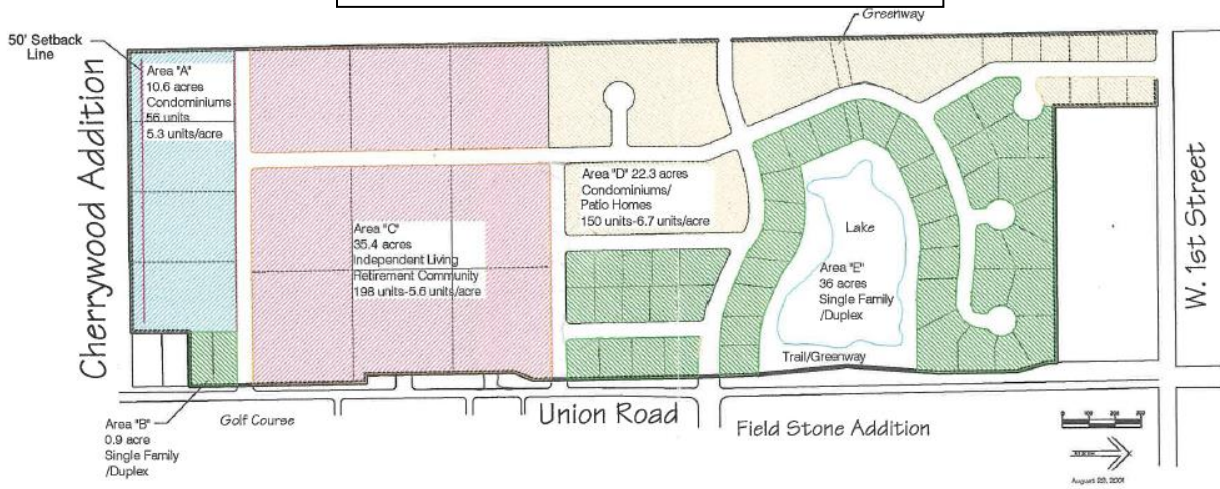 Greenway
50' Setback
Line
Cherrywood Addition
Area "A"
10.6 acres
Condominiums
56 units
5.3 units/acre
Area "D" 22.3 acres
Condominiums/
Patio Homes
150 units-6.7 units/acre
Area "C"
35.4 acres
Independent Living
Retirement Community
198 units-5.6 units/acre
Lake
Area "E"
36 acres
Single Family
/Duplex
Trail/Greenway
W. 1st Street
Area "B"
0.9 acre
Single Family
/Duplex
Golf Course
Union Road
Field Stone Addition